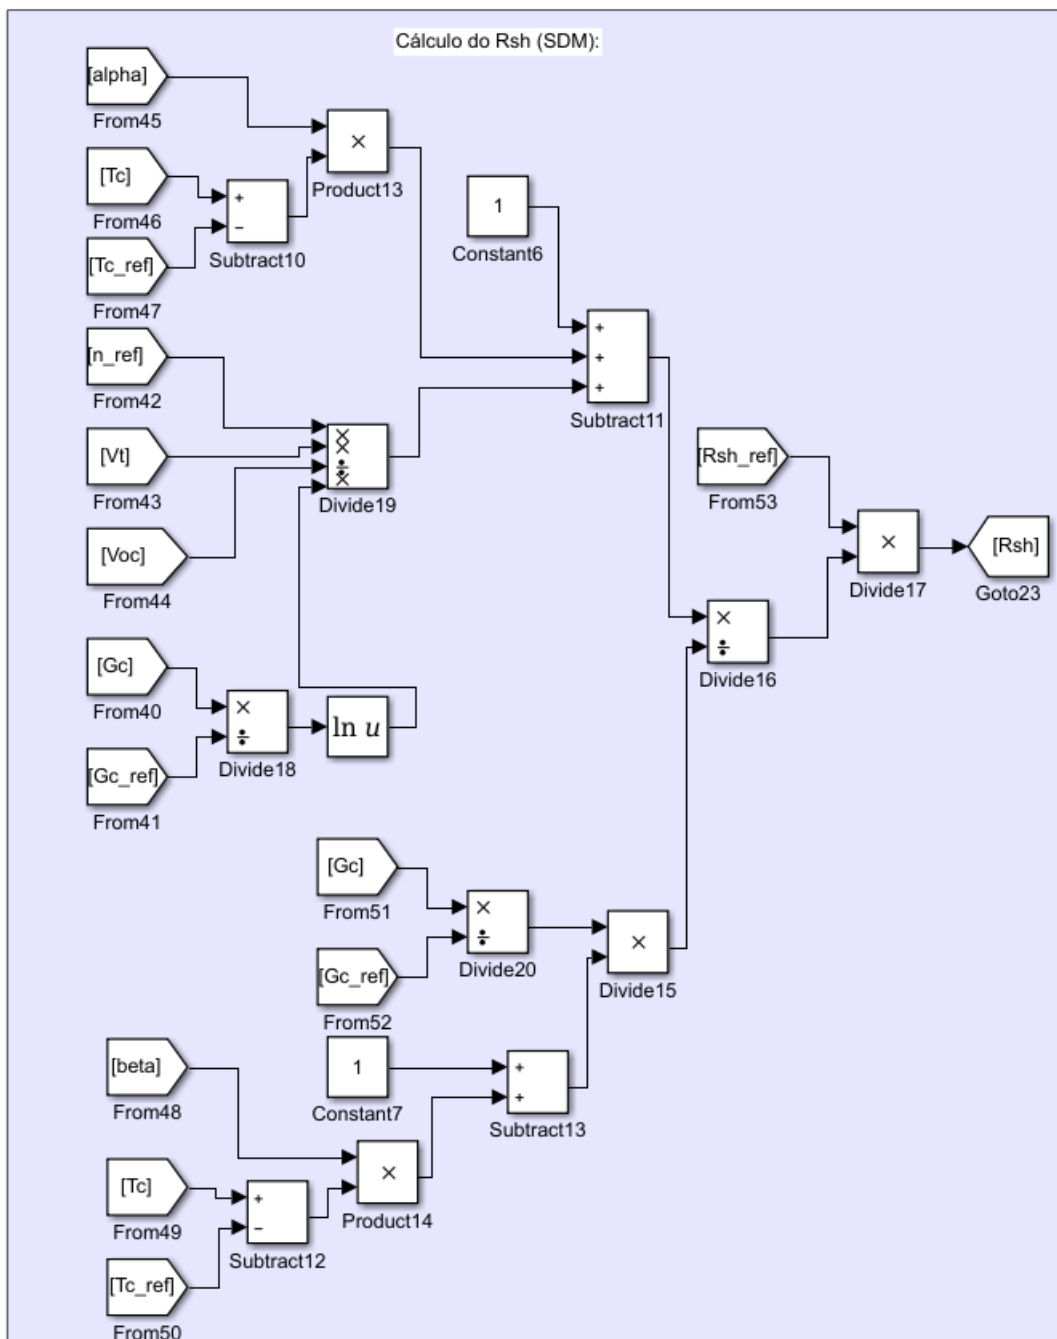 Cálculo do Rsh (SDM):
[alpha]
From45
×
Product13
[Tc]
From46
+
−
Subtract10
[Tc_ref]
From47
1
Constant6
[n_ref]
From42
+
+
+
Subtract11
[Vt]
From43
×
×
÷
×
Divide19
[Rsh_ref]
From53
[Voc]
From44
×
Divide17
[Rsh]
Goto23
[Gc]
From40
×
÷
Divide18
ln u
×
÷
Divide16
[Gc_ref]
From41
[Gc]
From51
×
÷
Divide20
×
Divide15
[Gc_ref]
From52
[beta]
From48
1
Constant7
+
+
Subtract13
[Tc]
From49
+
−
Subtract12
×
Product14
[Tc_ref]
From50